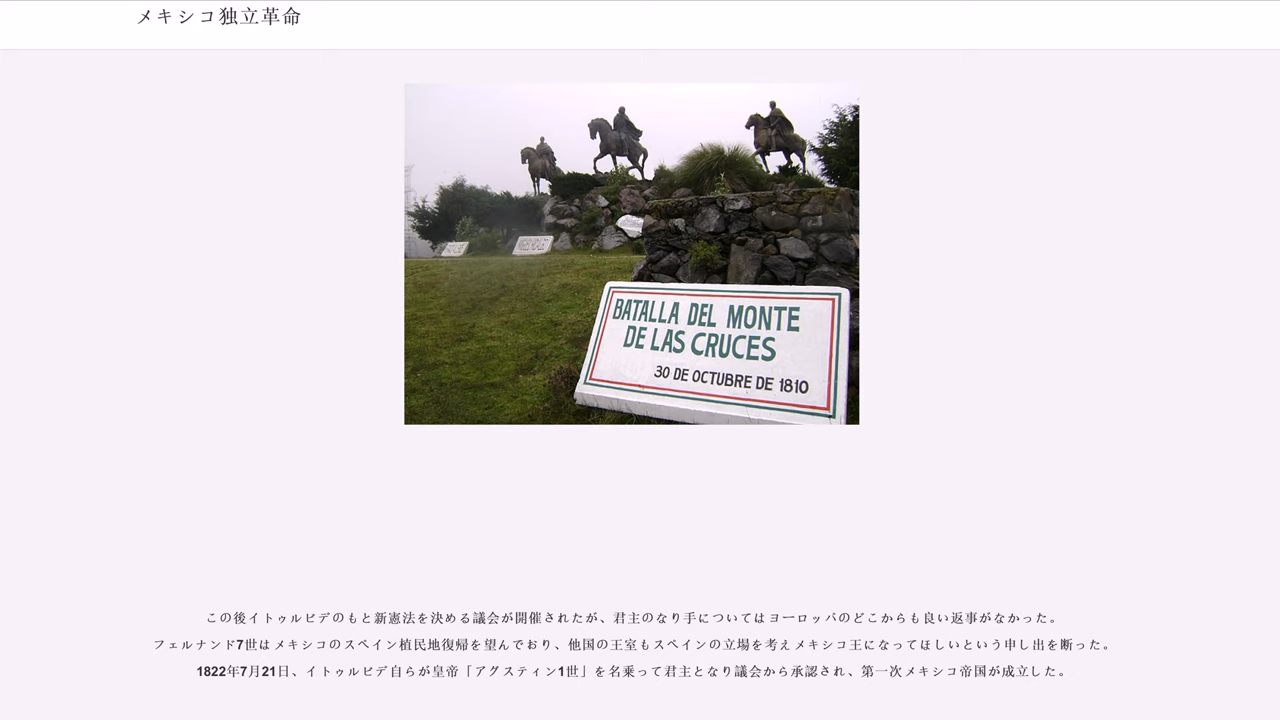 メキシコ独立革命
BATALLA DEL MONTE
DE LAS CRUCES
30 DE OCTUBRE DE 1810
この後イトゥルビデのもと新憲法を決める議会が開催されたが、君主のなり手についてはヨーロッパのどこからも良い返事がなかった。
フェルナンド7世はメキシコのスペイン植民地復帰を望んでおり、他国の王室もスペインの立場を考えメキシコ王になってほしいという申し出を断った。
1822年7月21日、イトゥルビデ自らが皇帝「アグスティン1世」を名乗って君主となり議会から承認され、第一次メキシコ帝国が成立した。